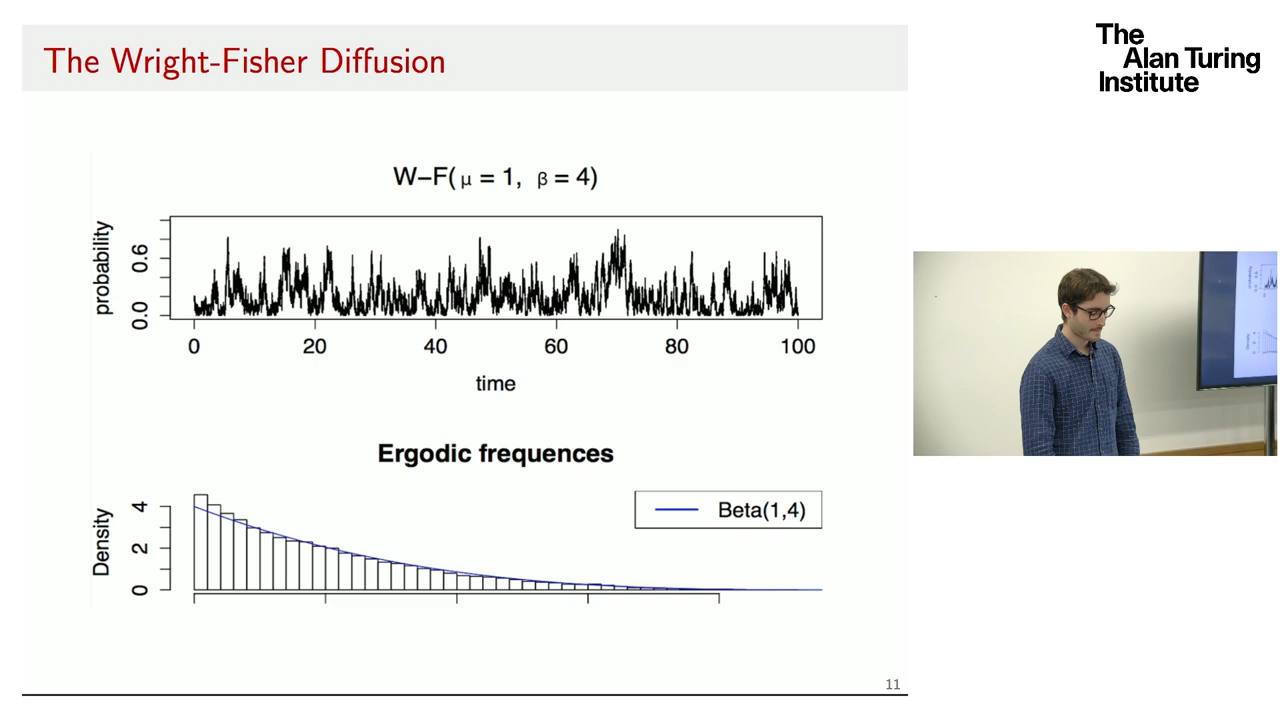 The Wright-Fisher Diffusion
The
Alan Turing
Institute
W–F( μ = 1, β = 4)
probability
0.6
0.0
0
20
40
60
80
100
time
Ergodic frequences
Density
4
2
0
Beta(1,4)
11